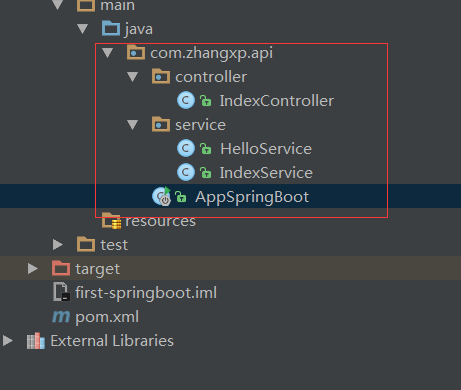 main
java
com.zhangxp.api
controller
IndexController
service
HelloService
IndexService
AppSpringBoot
resources
test
target
first-springboot.iml
pom.xml
External Libraries